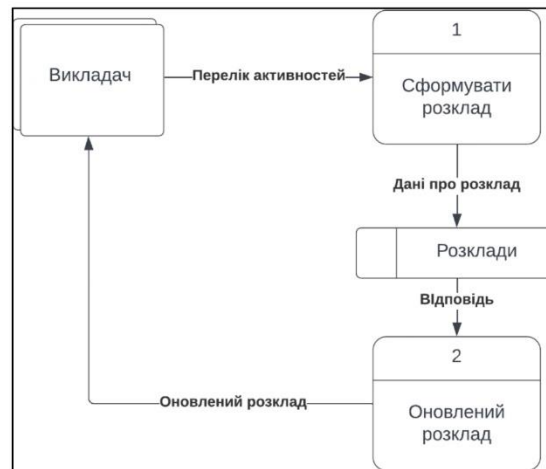 1
Викладач
Перелік активностей
Сформувати
розклад
Дані про розклад
Розклади
ВІдповідь
2
Оновлений розклад
Оновлений
розклад